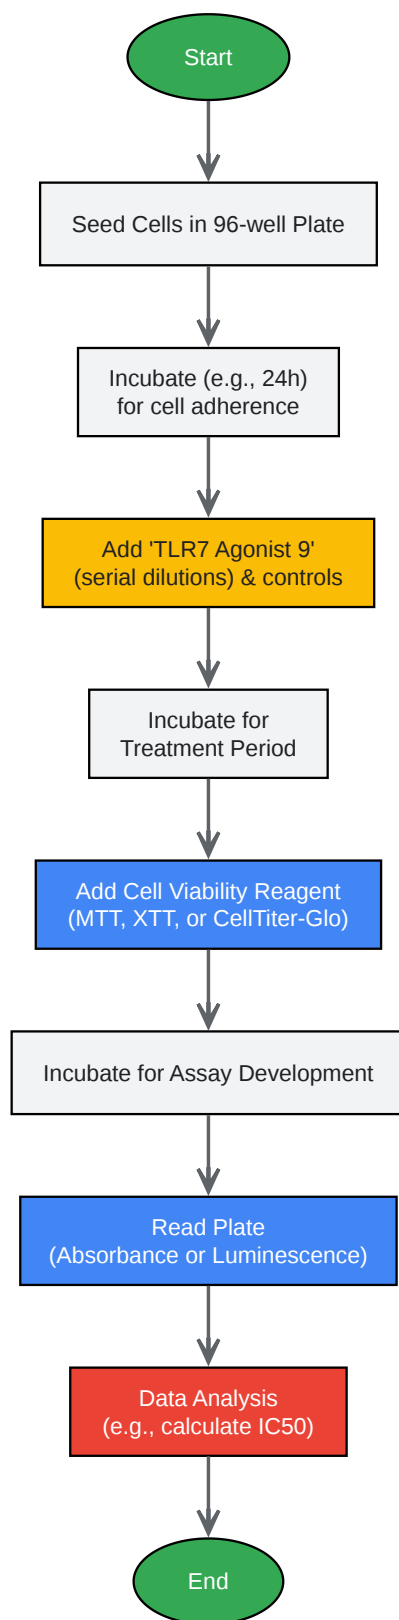 Start
Seed Cells in 96-well Plate
Incubate (e.g., 24h)
for cell adherence
Add 'TLR7 Agonist 9'
(serial dilutions) & controls
Incubate for
Treatment Period
Add Cell Viability Reagent
(MTT, XTT, or CellTiter-Glo)
Incubate for Assay Development
Read Plate
(Absorbance or Luminescence)
Data Analysis
(e.g., calculate IC50)
End